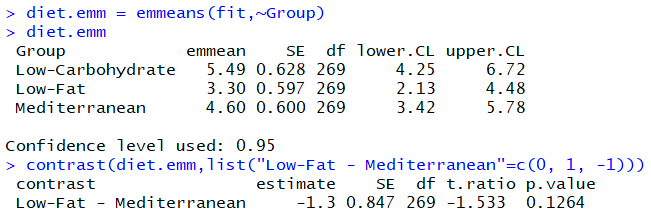 > diet.emm = emmeans(fit,~Group)
> diet.emm
 Group            emmean    SE  df lower.CL upper.CL
 Low-Carbohydrate   5.49 0.628 269     4.25     6.72
 Low-Fat            3.30 0.597 269     2.13     4.48
 Mediterranean      4.60 0.600 269     3.42     5.78

Confidence level used: 0.95
> contrast(diet.emm,list("Low-Fat - Mediterranean"=c(0, 1, -1)))
 contrast                estimate    SE  df t.ratio p.value
 Low-Fat - Mediterranean     -1.3 0.847 269 -1.533  0.1264